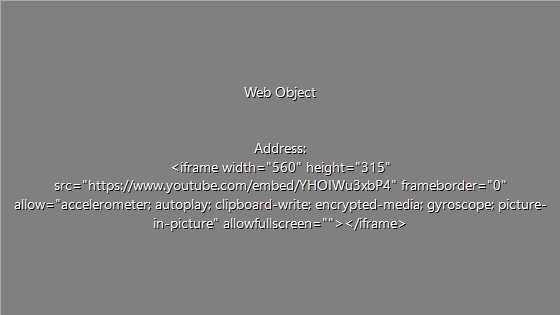 Web Object
Address:
<iframe width="560" height="315"
src="https://www.youtube.com/embed/YHOIWu3xbP4" frameborder="0"
allow="accelerometer; autoplay; clipboard-write; encrypted-media; gyroscope; picture-
in-picture" allowfullscreen=""></iframe>